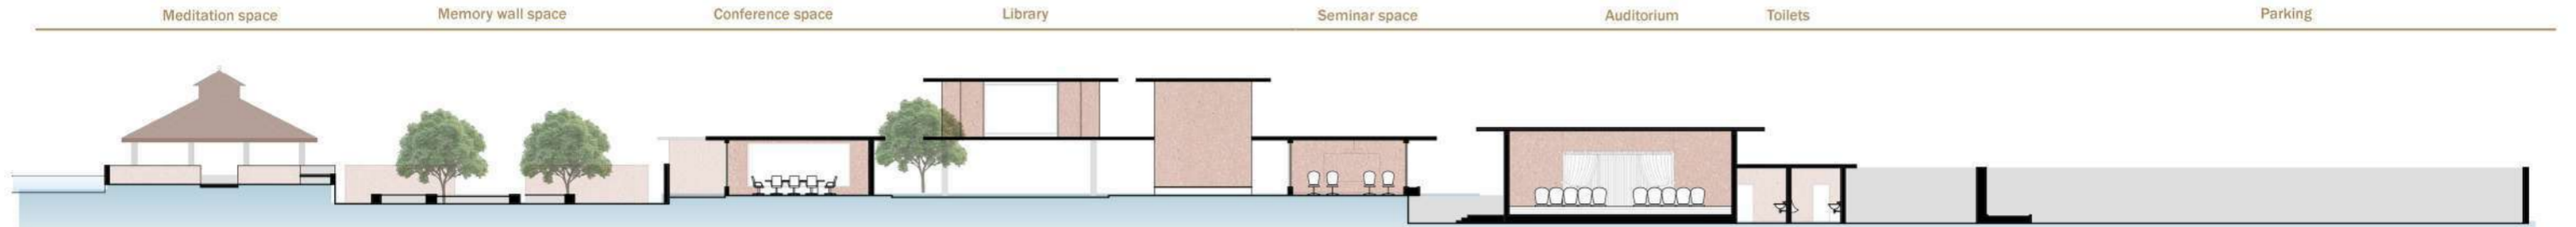 Meditation space
Memory wall space
Conference space
Library
Seminar space
Auditorium
Toilets
Parking